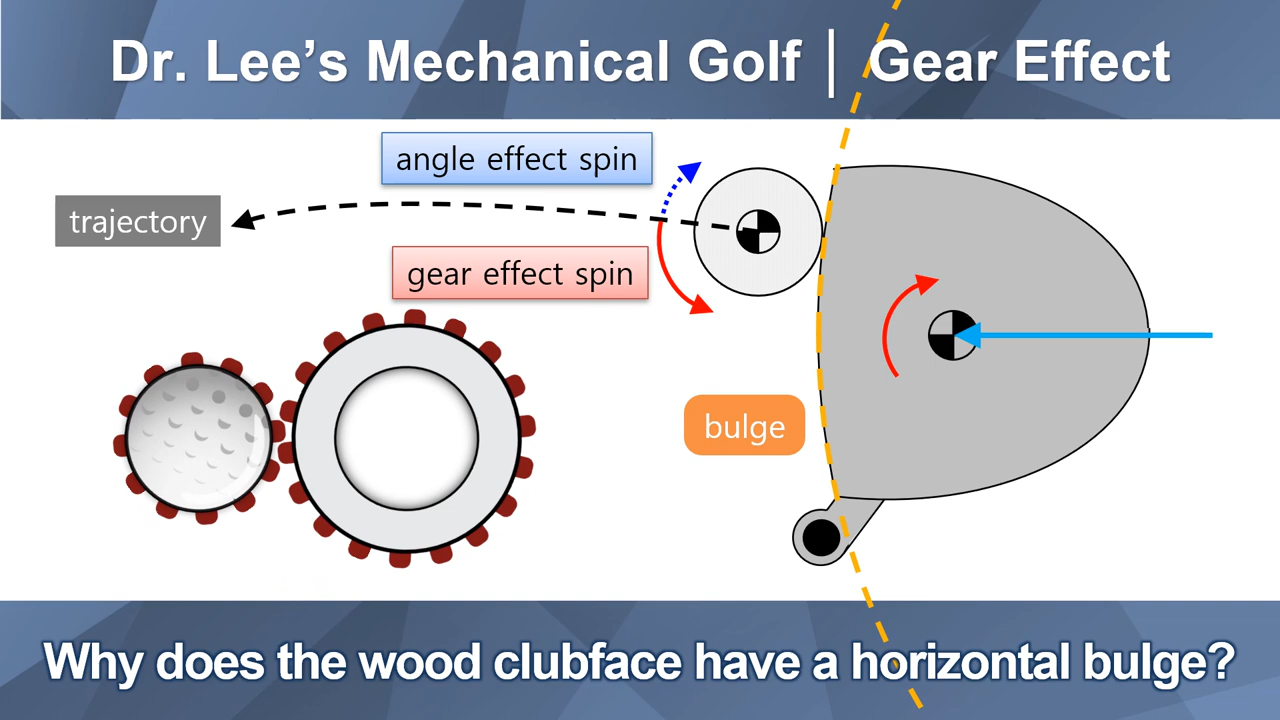 Dr. Lee’s Mechanical Golf │ Gear Effect
angle effect spin
trajectory
gear effect spin
bulge
Why does the wood clubface have a horizontal bulge?